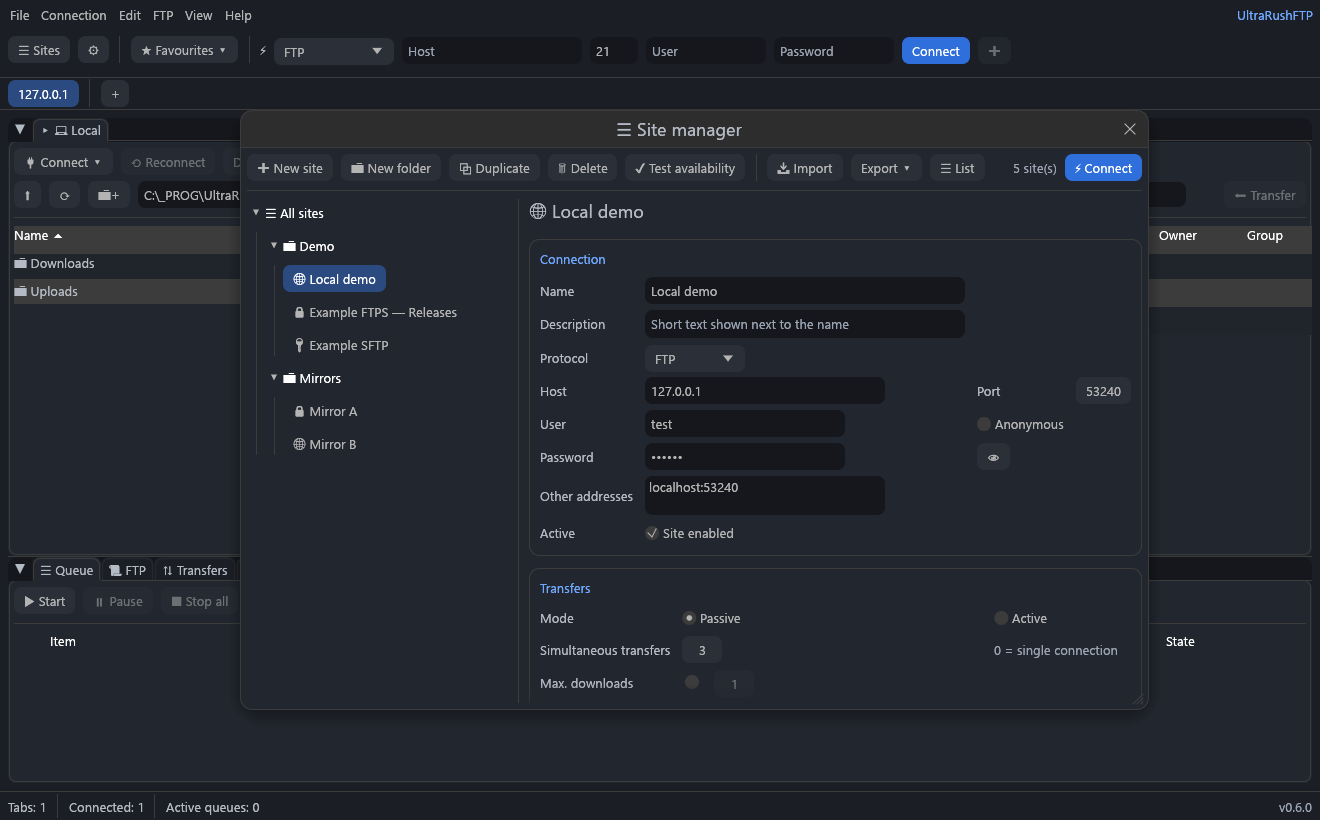 File Connection Edit FTP View Help UltraRushFTP
Sites Favourites FTP Host 21 User Password Connect
127.0.0.1 +
Local
Site manager
Connect Reconnect D
New site New folder Duplicate Delete Test availability Import Export List 5 site(s) Connect
C:\_PROG\UltraR Transfer
All sites
Local demo
Name Owner Group
Demo
Connection
Downloads
Local demo
Name Local demo
Uploads
Example FTPS — Releases
Description Short text shown next to the name
Example SFTP
Protocol FTP
Mirrors
Host 127.0.0.1 Port 53240
Mirror A
User test Anonymous
Mirror B
Password ••••••
Other addresses localhost:53240
Active Site enabled
Queue FTP Transfers
Transfers
Start Pause Stop all
Mode Passive Active
Item State
Simultaneous transfers 3 0 = single connection
Max. downloads 1
Tabs: 1 Connected: 1 Active queues: 0 v0.6.0